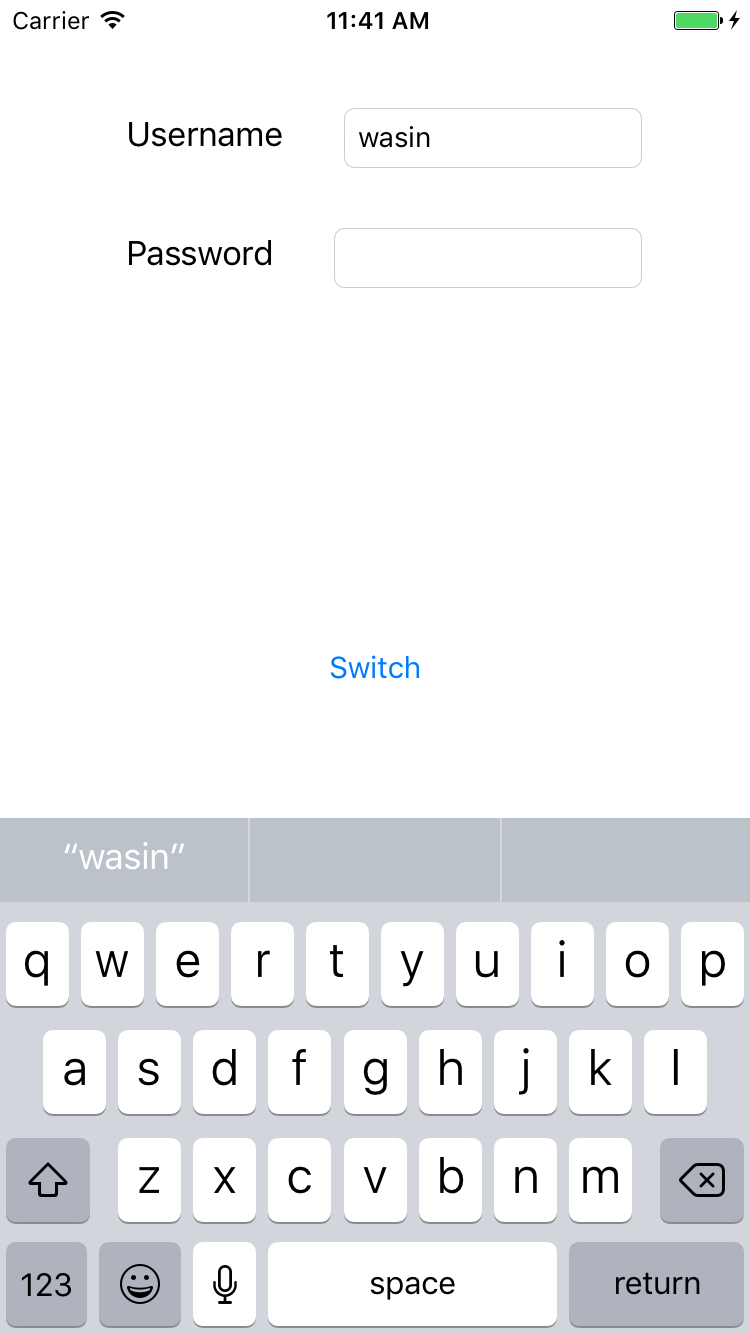 Carrier 11:41 AM
Username wasin
Password
Switch
“wasin”
q w e r t y u i o p
a s d f g h j k l
z x c v b n m
123 space return